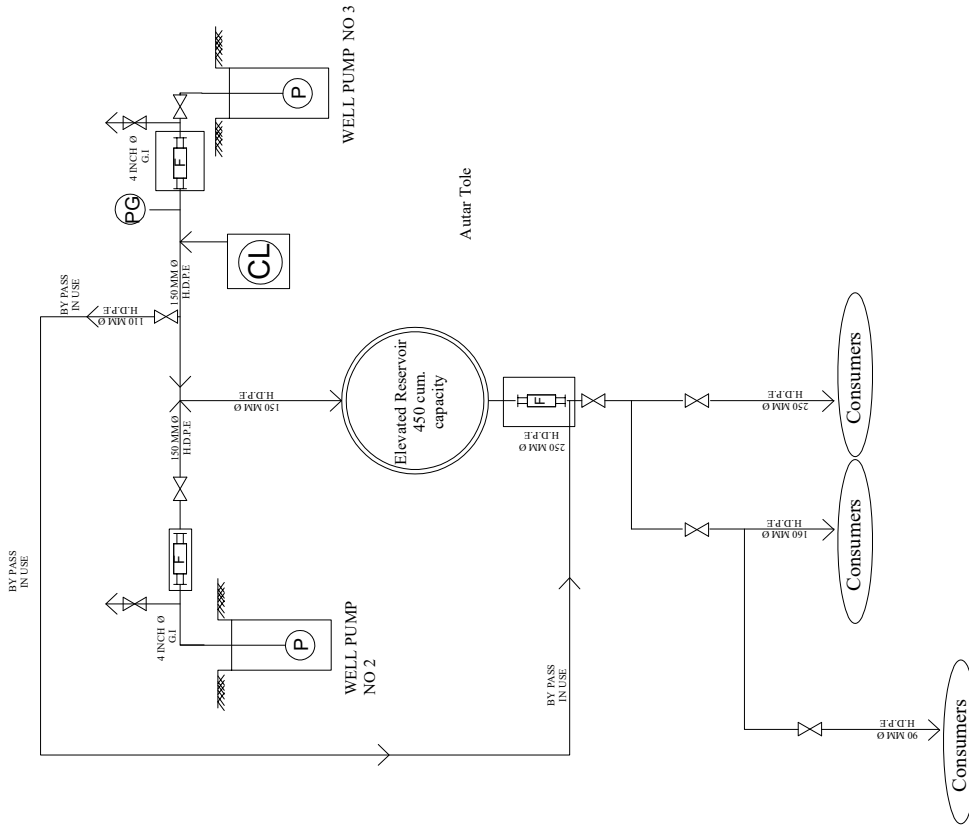 WELL PUMP NO 3
P
4 INCH Ø
G.I
F
PG
CL
150 MM Ø
H.D.P.E
BY PASS
IN USE
110 MM Ø
H.D.P.E
Autar Tole
150 MM Ø
H.D.P.E
150 MM Ø
H.D.P.E
Elevated Reservoir
450 cum.
capacity
F
250 MM Ø
H.D.P.E
F
4 INCH Ø
G.I
P
WELL PUMP
NO 2
BY PASS
IN USE
BY PASS
IN USE
250 MM Ø
H.D.P.E
Consumers
160 MM Ø
H.D.P.E
Consumers
90 MM Ø
H.D.P.E
Consumers